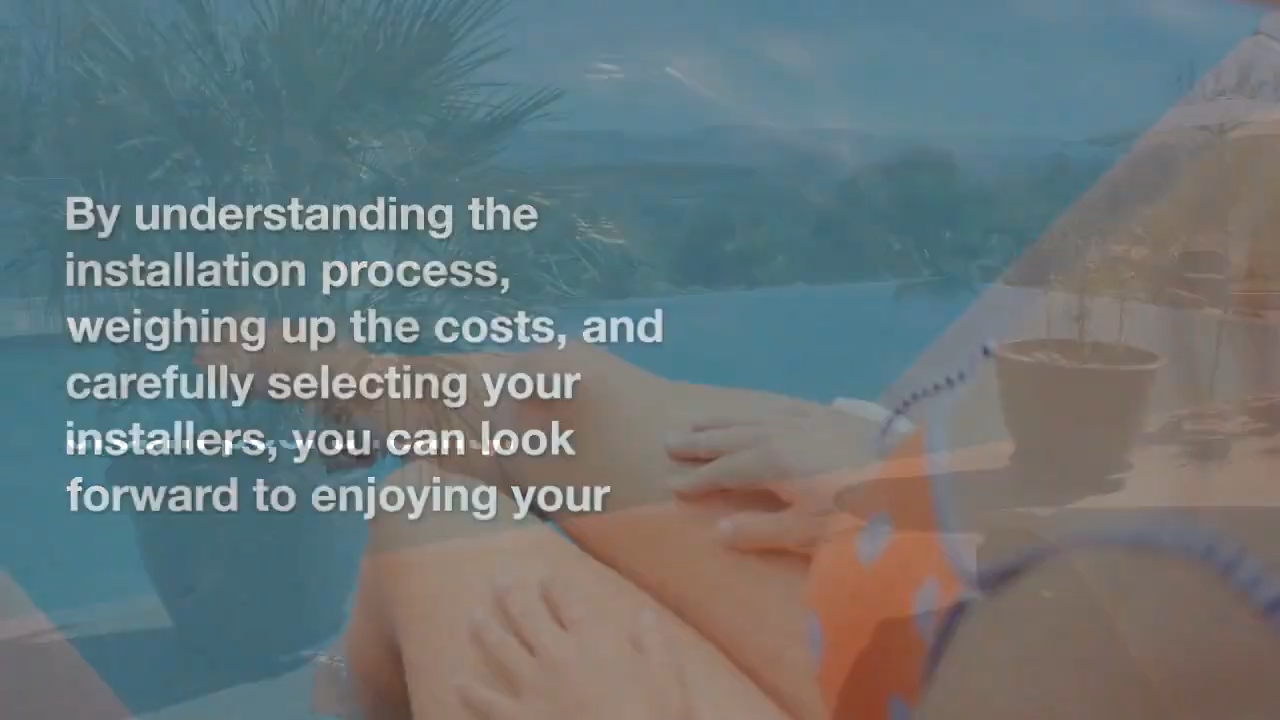 By understanding the
installation process,
weighing up the costs, and
carefully selecting your
installers, you can look
forward to enjoying your